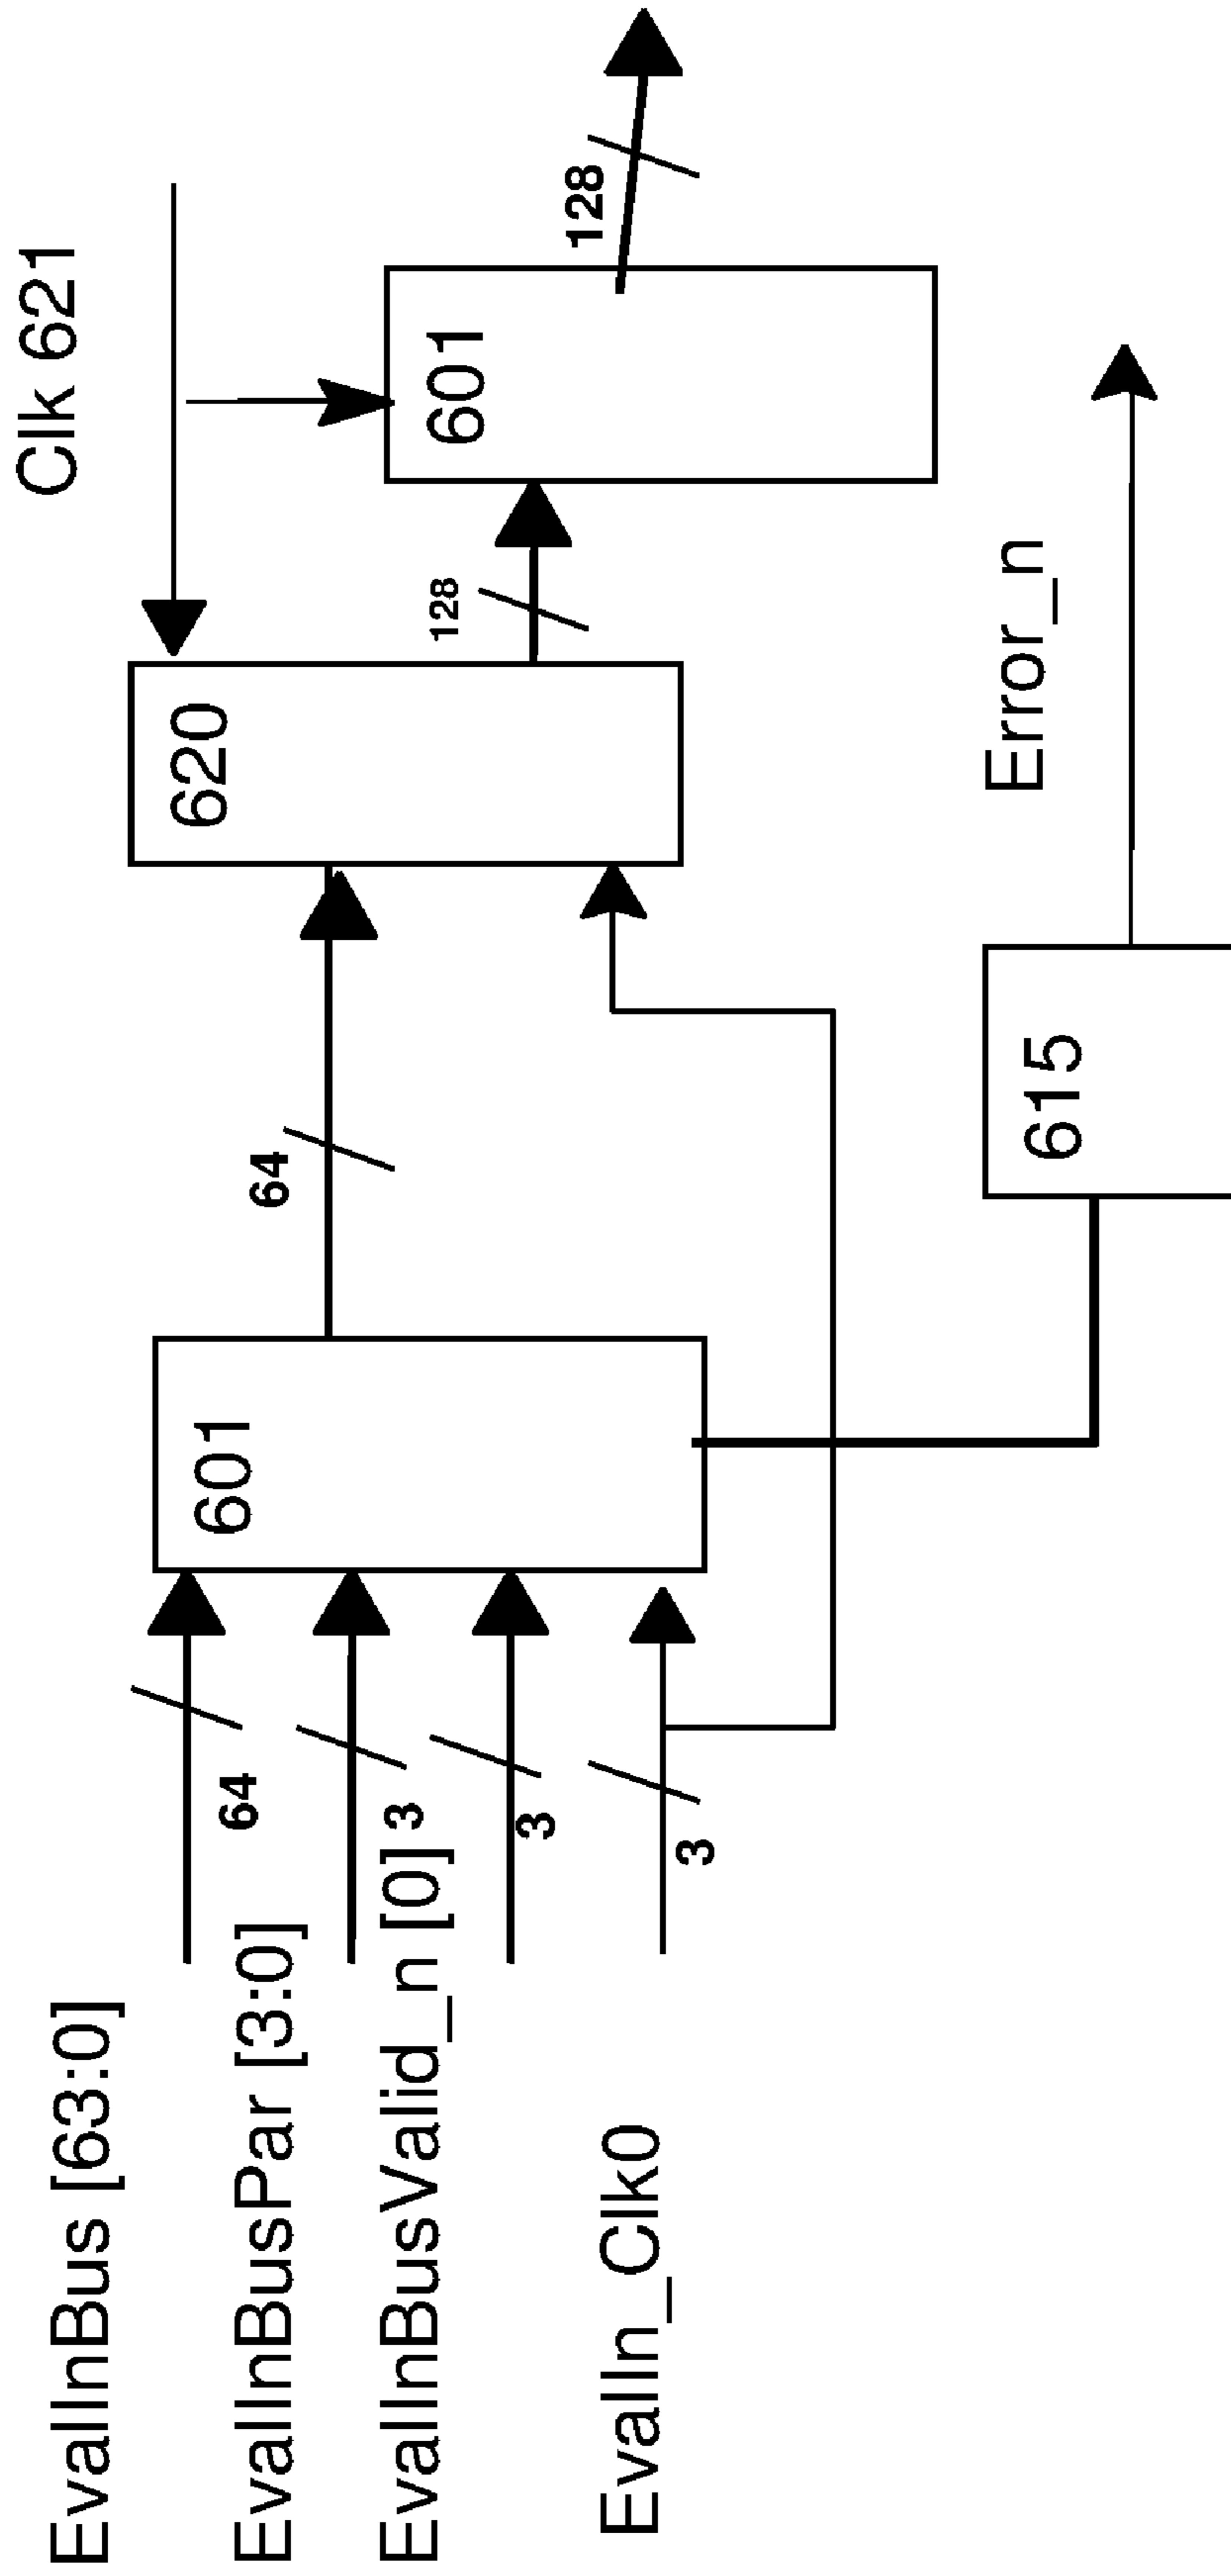 Clk 621
EvalInBus [63:0]
64
601
64
620
128
601
128
EvalInBusPar [3:0]
3
EvalInBusValid_n [0]
3
EvalIn_Clk0
3
615
Error_n